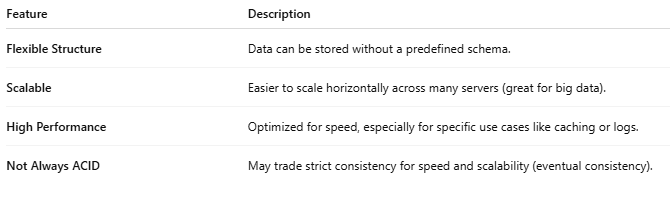 Feature Description
Flexible Structure Data can be stored without a predefined schema.
Scalable Easier to scale horizontally across many servers (great for big data).
High Performance Optimized for speed, especially for specific use cases like caching or logs.
Not Always ACID May trade strict consistency for speed and scalability (eventual consistency).